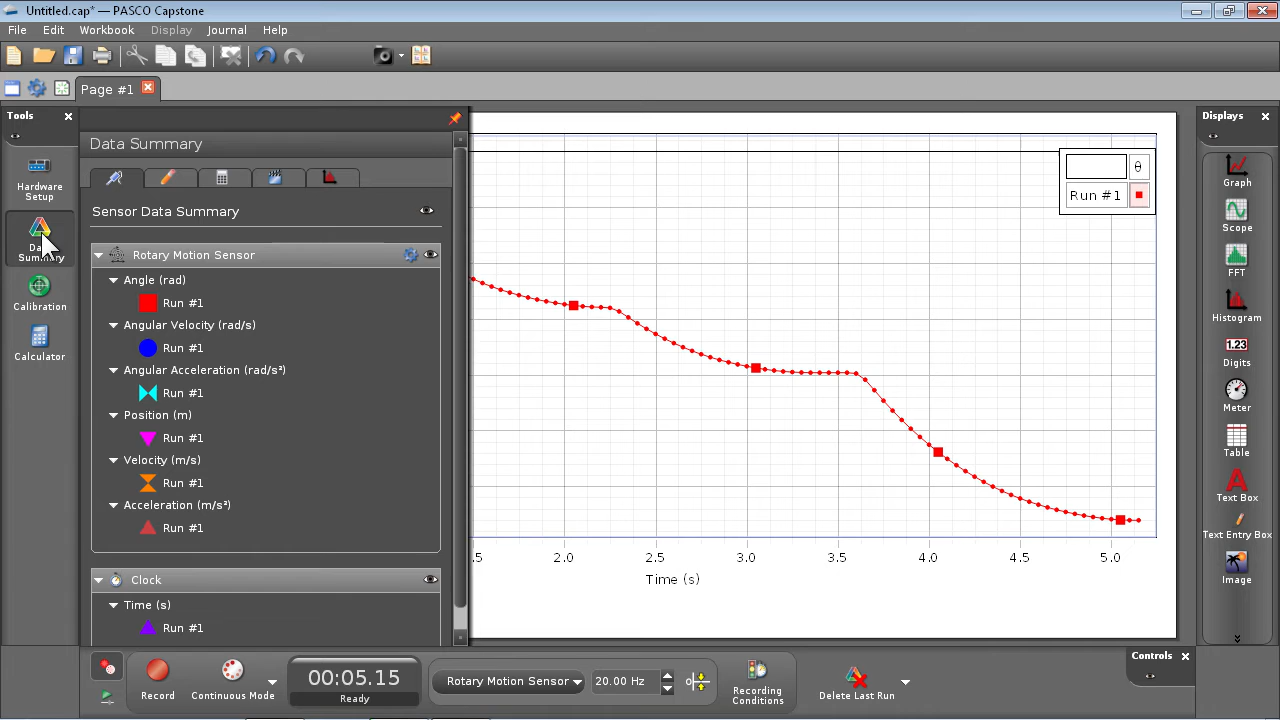 Untitled.cap* — PASCO Capstone
File Edit Workbook Display Journal Help
Page #1
Tools
Hardware
Setup
Summary
Calibration
Calculator
Data Summary
Sensor Data Summary
Rotary Motion Sensor
Angle (rad)
Run #1
Angular Velocity (rad/s)
Run #1
Angular Acceleration (rad/s²)
Run #1
Position (m)
Run #1
Velocity (m/s)
Run #1
Acceleration (m/s²)
Run #1
Clock
Time (s)
Run #1
θ
Run #1
.5 2.0 2.5 3.0 3.5 4.0 4.5 5.0
Time (s)
Displays
Graph
Scope
FFT
Histogram
1.23
Digits
Meter
Table
A
Text Box
Text Entry Box
Image
Record
Continuous Mode
00:05.15
Ready
Rotary Motion Sensor
20.00 Hz
Recording
Conditions
Delete Last Run
Controls